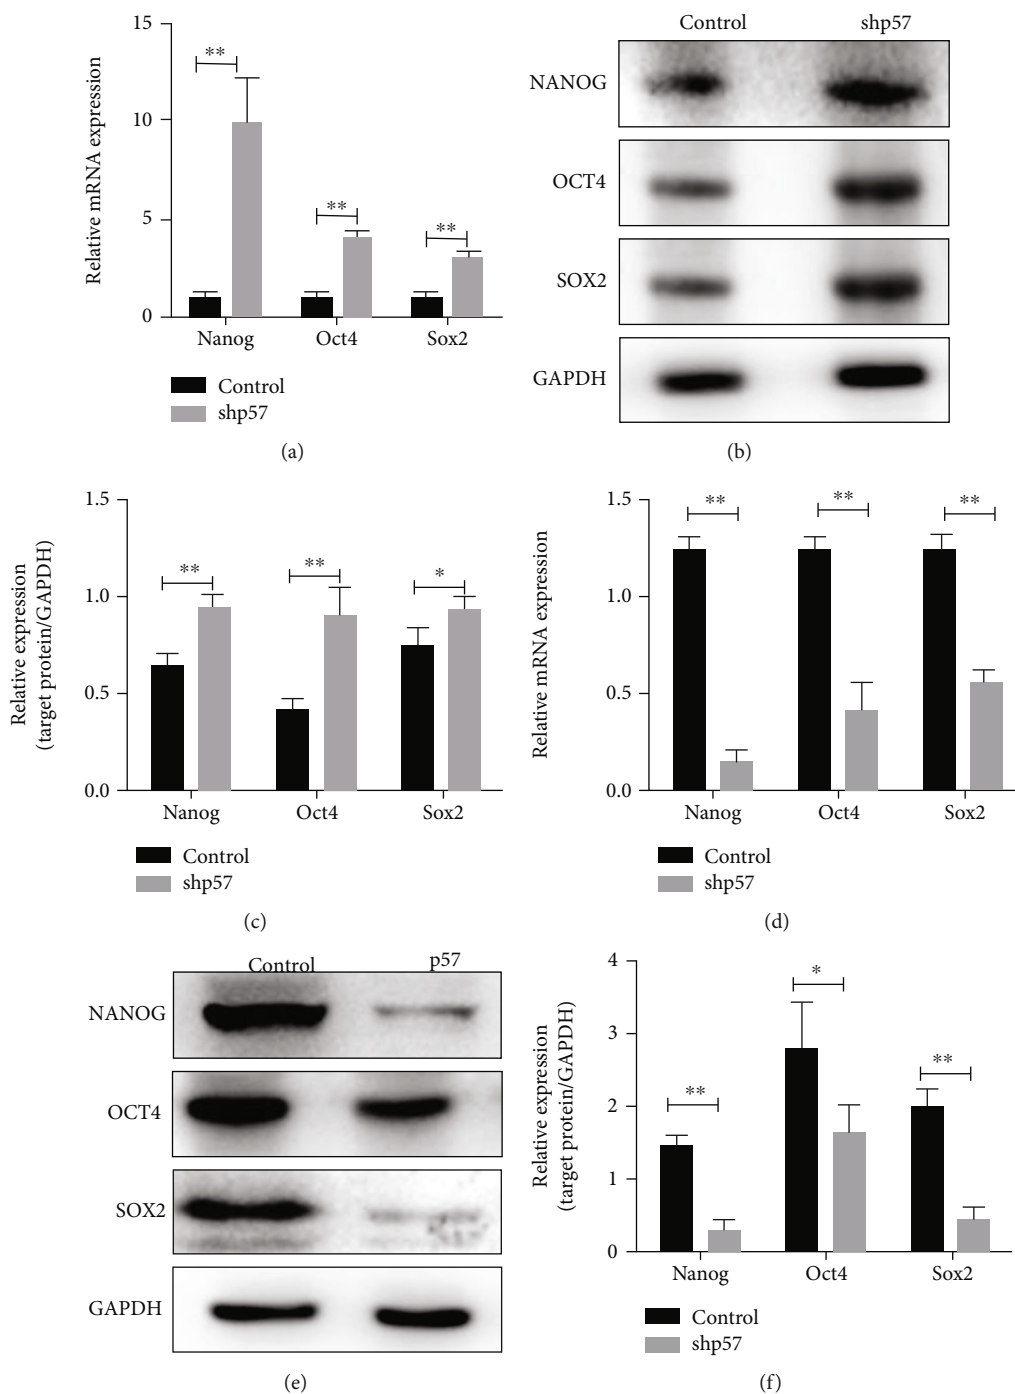 15
10
5
0
Relative mRNA expression
**
**
**
Nanog Oct4 Sox2
Control
shp57
(a)
Control shp57
NANOG
OCT4
SOX2
GAPDH
(b)
1.5
1.0
0.5
0.0
Relative expression
(target protein/GAPDH)
**
**
*
Nanog Oct4 Sox2
Control
shp57
(c)
1.5
1.0
0.5
0.0
Relative mRNA expression
**
**
**
Nanog Oct4 Sox2
Control
shp57
(d)
Control p57
NANOG
OCT4
SOX2
GAPDH
(e)
4
3
2
1
0
Relative expression
(target protein/GAPDH)
**
*
**
Nanog Oct4 Sox2
Control
shp57
(f)